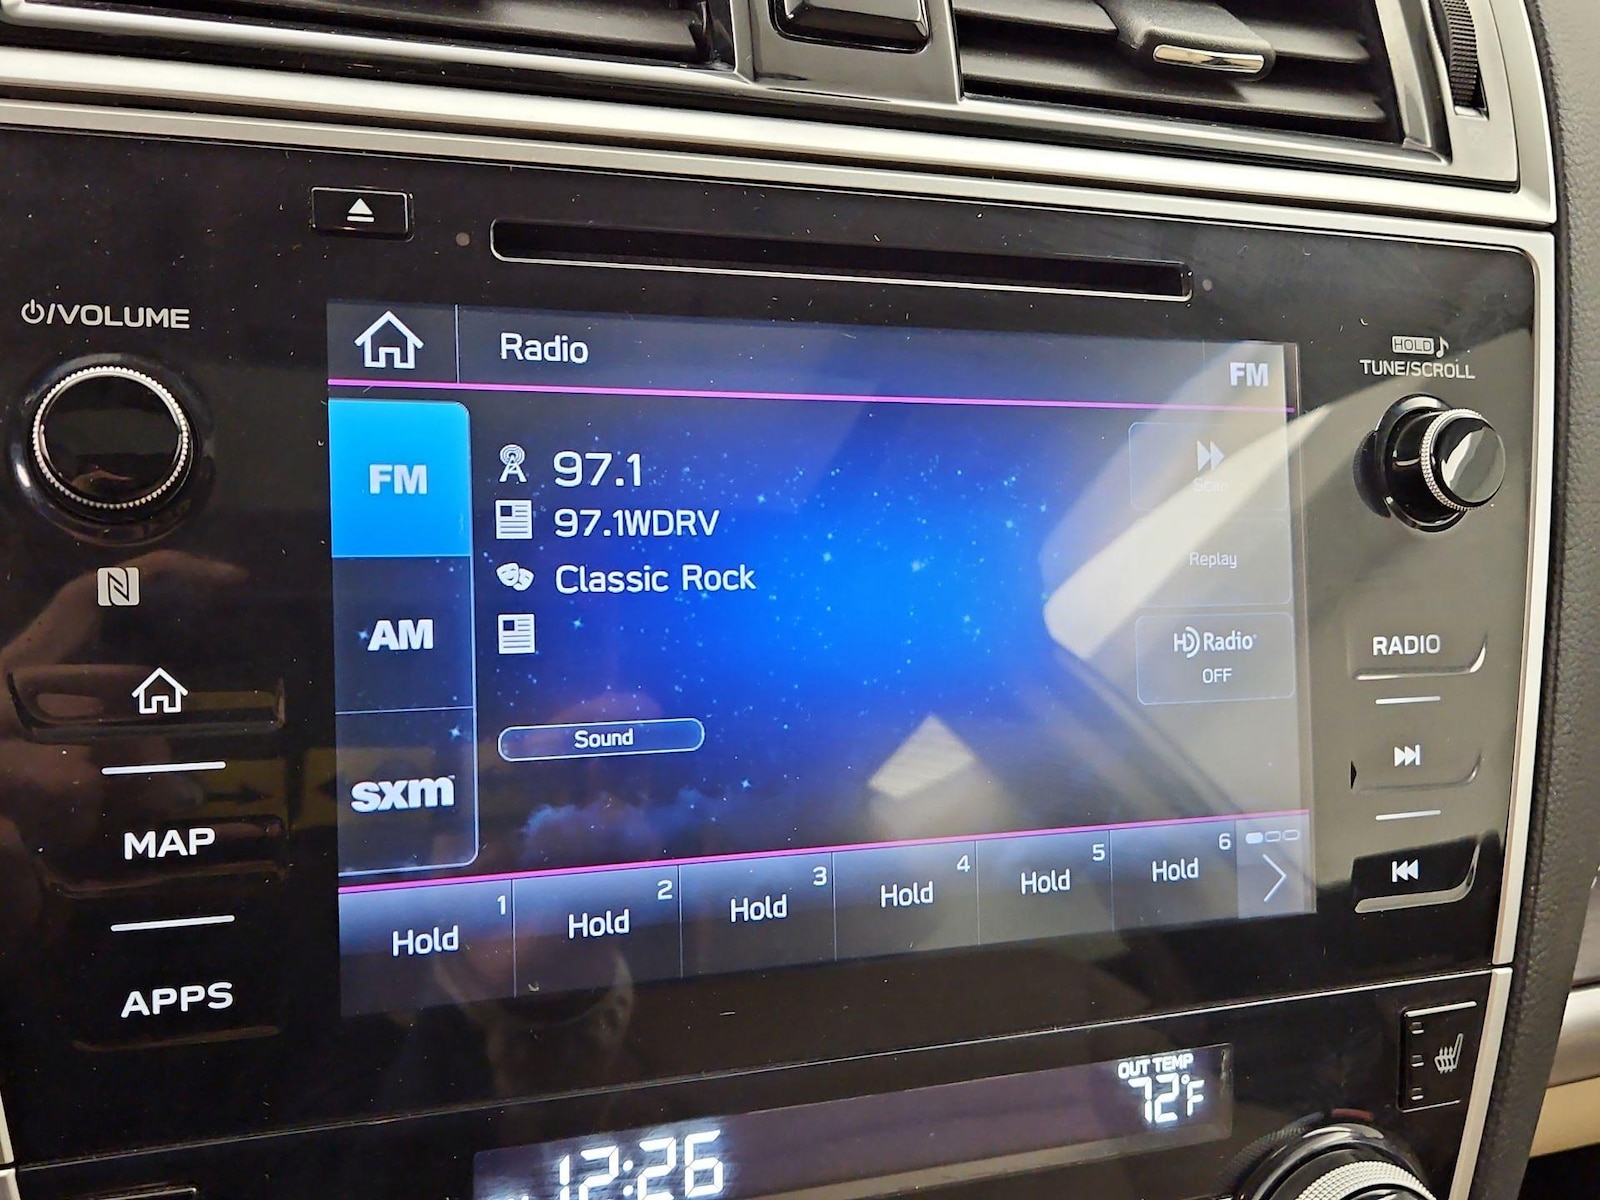 /VOLUME
HOLD
TUNE/SCROLL
Radio
FM
FM
97.1
97.1WDRV
Classic Rock
Scan
Replay
HD Radio
OFF
AM
Sound
sxm
RADIO
MAP
APPS
1
2
3
4
5
6
Hold
Hold
Hold
Hold
Hold
Hold
OUT TEMP
72°F
12:26